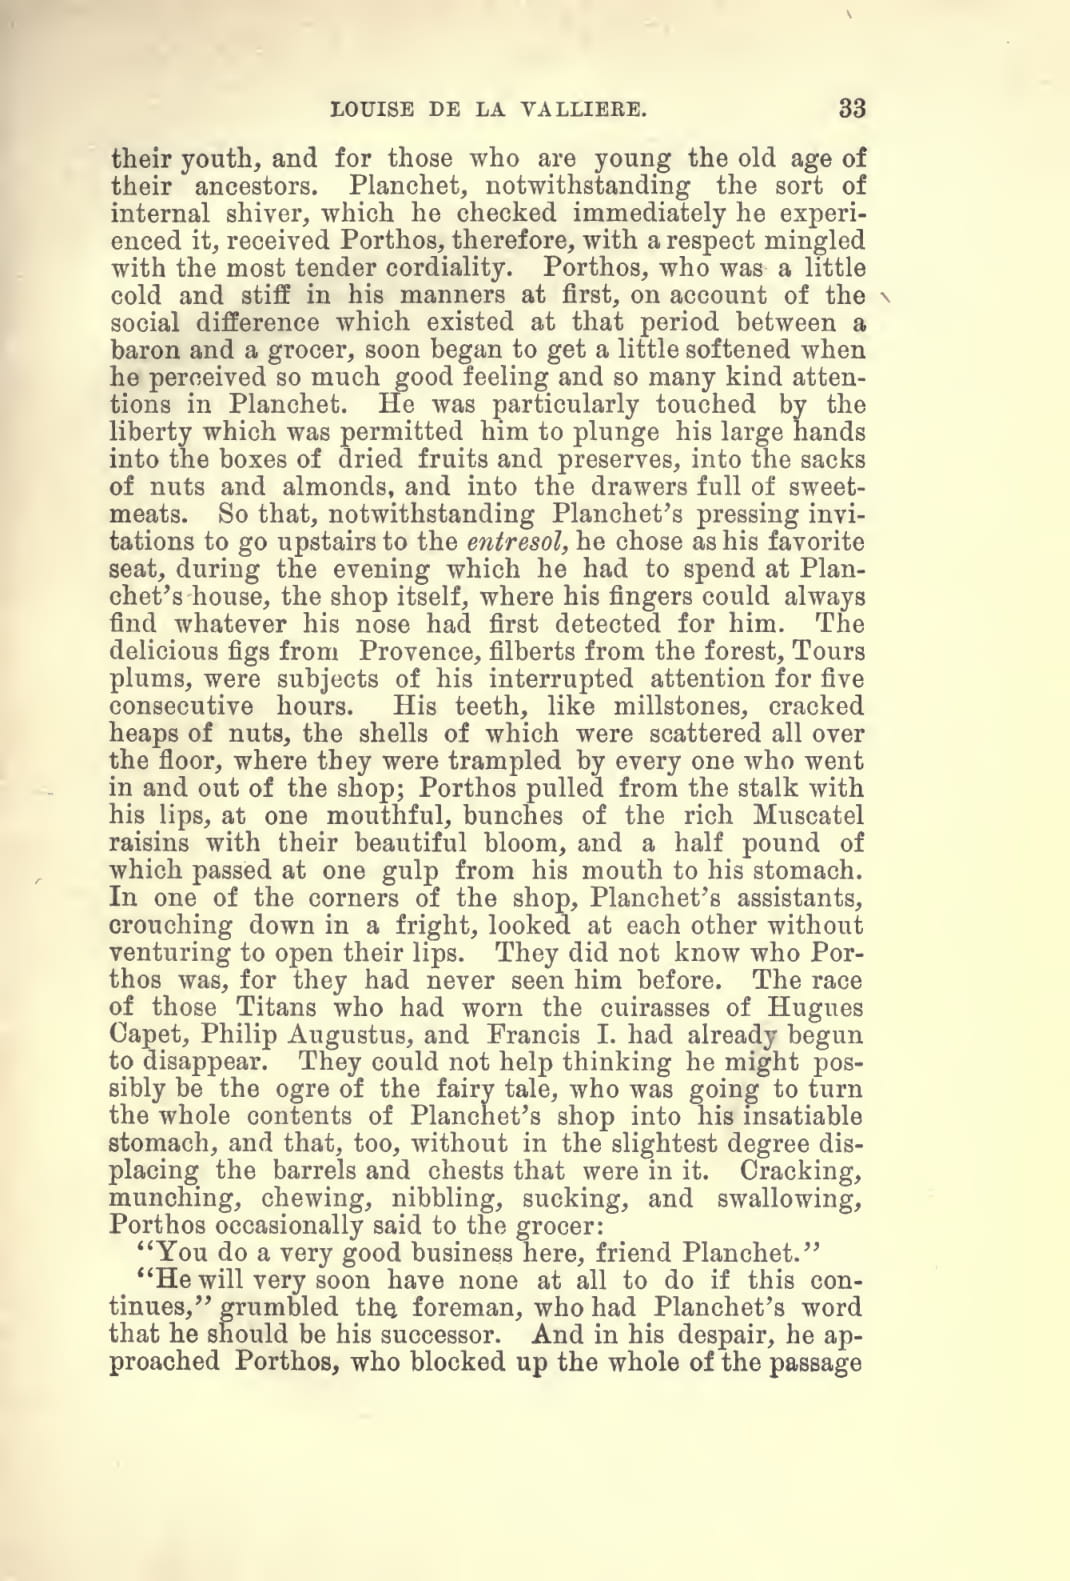 LOUISE DE LA VALLIERE. 33
their youth, and for those who are young the old age of
their ancestors. Planchet, notwithstanding the sort of
internal shiver, which he checked immediately he experi-
enced it, received Porthos, therefore, with a respect mingled
with the most tender cordiality. Porthos, who was a little
cold and stiff in his manners at first, on account of the
social difference which existed at that period between a
baron and a grocer, soon began to get a little softened when
he perceived so much good feeling and so many kind atten-
tions in Planchet. He was particularly touched by the
liberty which was permitted him to plunge his large hands
into the boxes of dried fruits and preserves, into the sacks
of nuts and almonds, and into the drawers full of sweet-
meats. So that, notwithstanding Planchet's pressing invi-
tations to go upstairs to the entresol, he chose as his favorite
seat, during the evening which he had to spend at Plan-
chet's house, the shop itself, where his fingers could always
find whatever his nose had first detected for him. The
delicious figs from Provence, filberts from the forest, Tours
plums, were subjects of his interrupted attention for five
consecutive hours. His teeth, like millstones, cracked
heaps of nuts, the shells of which were scattered all over
the floor, where they were trampled by every one who went
in and out of the shop; Porthos pulled from the stalk with
his lips, at one mouthful, bunches of the rich Muscatel
raisins with their beautiful bloom, and a half pound of
which passed at one gulp from his mouth to his stomach.
In one of the corners of the shop, Planchet's assistants,
crouching down in a fright, looked at each other without
venturing to open their lips. They did not know who Por-
thos was, for they had never seen him before. The race
of those Titans who had worn the cuirasses of Hugues
Capet, Philip Augustus, and Francis I. had already begun
to disappear. They could not help thinking he might pos-
sibly be the ogre of the fairy tale, who was going to turn
the whole contents of Planchet's shop into his insatiable
stomach, and that, too, without in the slightest degree dis-
placing the barrels and chests that were in it. Cracking,
munching, chewing, nibbling, sucking, and swallowing,
Porthos occasionally said to the grocer:
"You do a very good business here, friend Planchet."
"He will very soon have none at all to do if this con-
tinues," grumbled the foreman, who had Planchet's word
that he should be his successor. And in his despair, he ap-
proached Porthos, who blocked up the whole of the passage